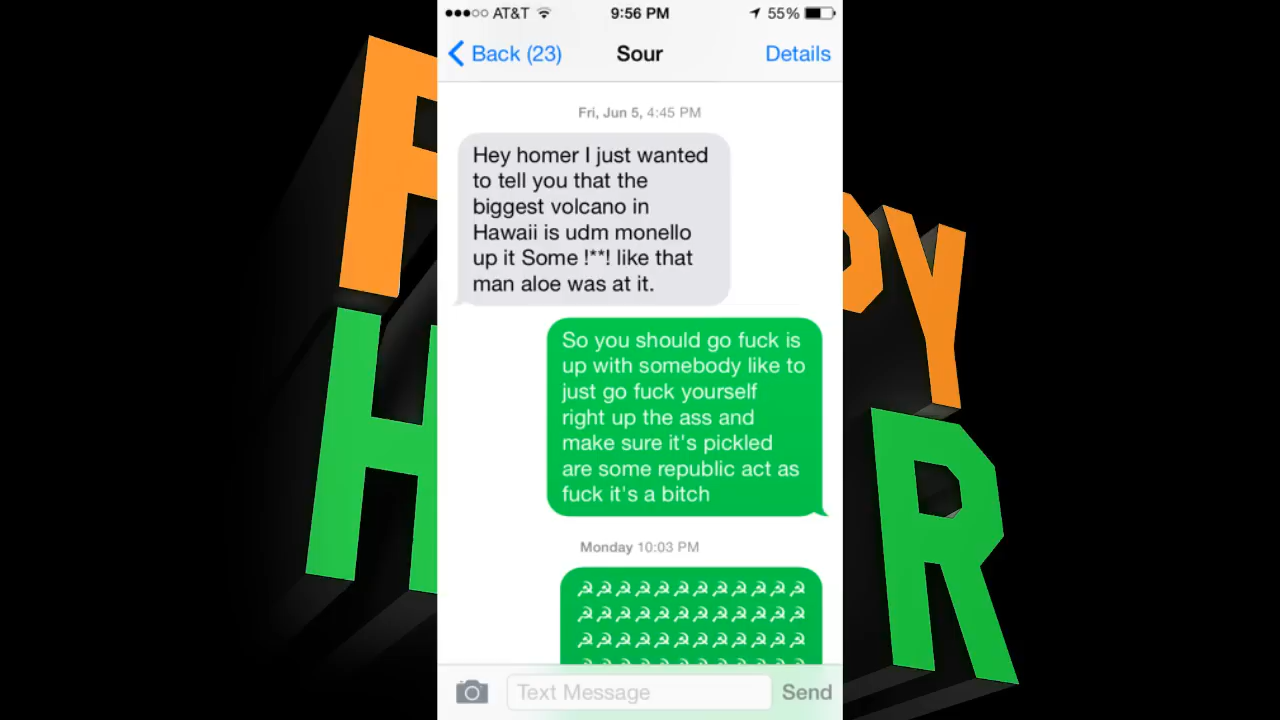 AT&T 9:56 PM 55%
Back (23) Sour Details
Fri, Jun 5, 4:45 PM
Hey homer I just wanted
to tell you that the
biggest volcano in
Hawaii is udm monello
up it Some !**! like that
man aloe was at it.
So you should go fuck is
up with somebody like to
just go fuck yourself
right up the ass and
make sure it's pickled
are some republic act as
fuck it's a bitch
Monday 10:03 PM
☭☭☭☭☭☭☭☭☭☭☭☭
☭☭☭☭☭☭☭☭☭☭☭☭
☭☭☭☭☭☭☭☭☭☭☭☭
☭☭☭☭☭☭☭☭☭☭☭☭
Text Message Send
PY
H R